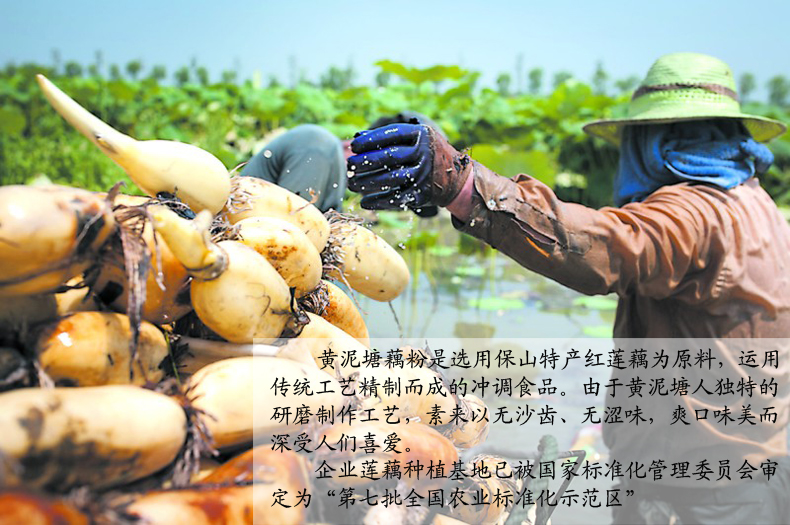 黄泥塘藕粉是选用保山特产红莲藕为原料，运用
传统工艺精制而成的冲调食品。由于黄泥塘人独特的
研磨制作工艺，素来以无沙齿、无涩味，爽口味美而
深受人们喜爱。
企业莲藕种植基地已被国家标准化管理委员会审
定为“第七批全国农业标准化示范区”